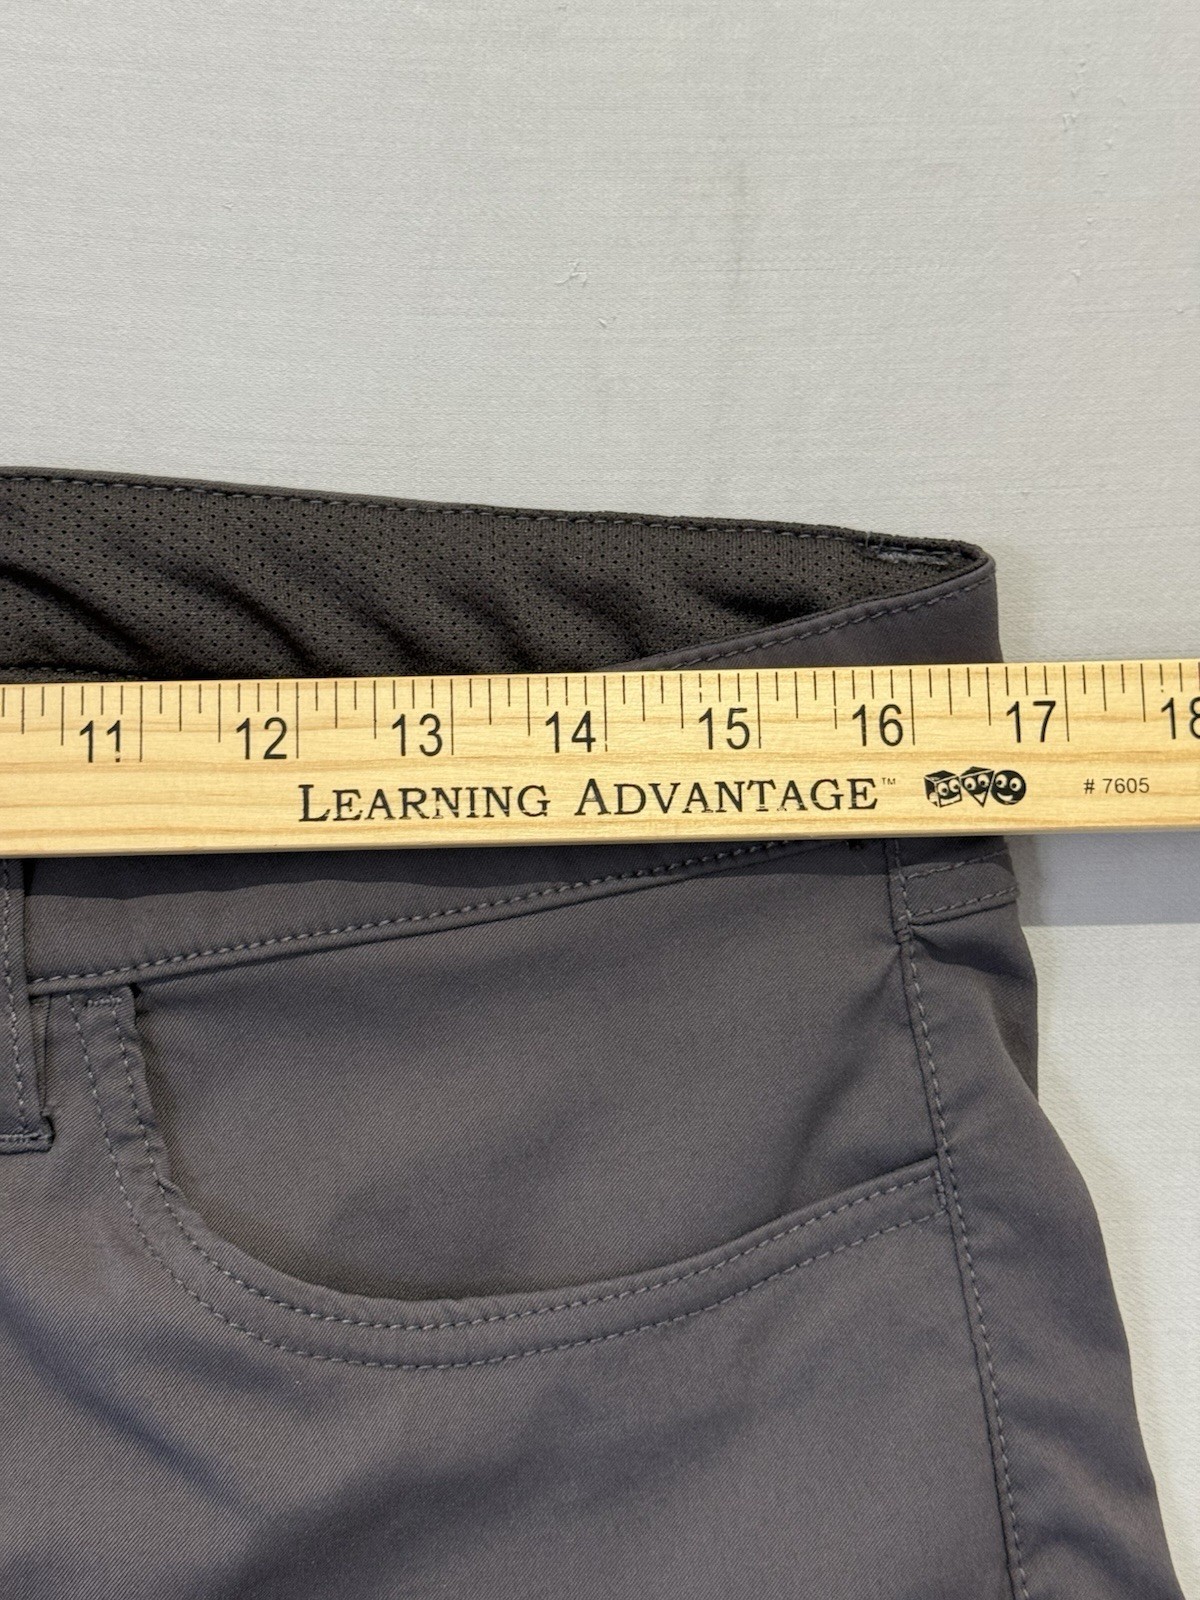 11 12 13 14 15 16 17 18
LEARNING ADVANTAGE™ # 7605